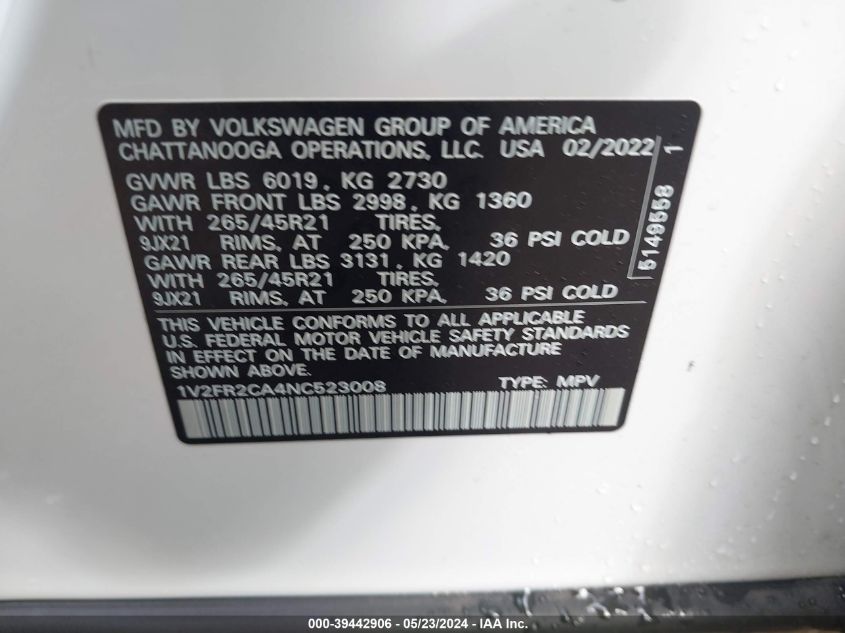 MFD BY VOLKSWAGEN GROUP OF AMERICA
CHATTANOOGA OPERATIONS, LLC. USA 02/2022
GVWR LBS 6019, KG 2730
GAWR FRONT LBS 2998, KG 1360
WITH 265/45R21 TIRES,
9JX21 RIMS, AT 250 KPA, 36 PSI COLD
GAWR REAR LBS 3131, KG 1420
WITH 265/45R21 TIRES,
9JX21 RIMS, AT 250 KPA, 36 PSI COLD
5149558 1
THIS VEHICLE CONFORMS TO ALL APPLICABLE
U.S. FEDERAL MOTOR VEHICLE SAFETY STANDARDS
IN EFFECT ON THE DATE OF MANUFACTURE
SHOWN ABOVE.
1V2FR2CA4NC523008 TYPE: MPV
000-39442906 - 05/23/2024 - IAA Inc.